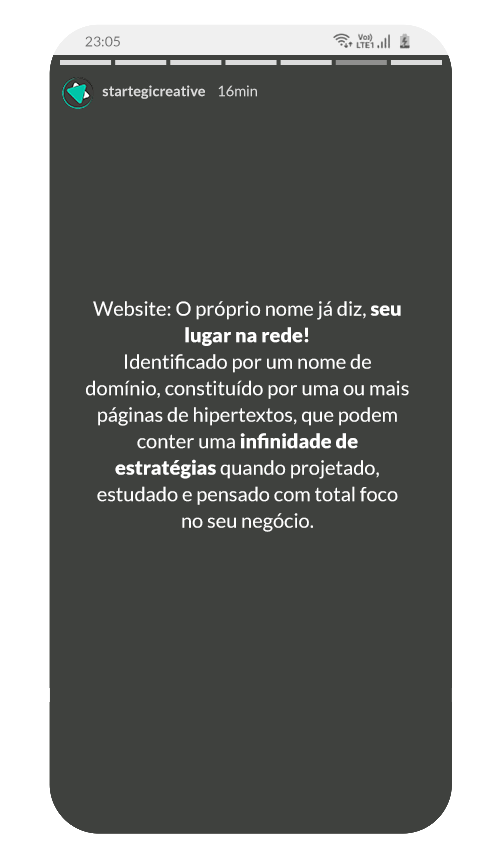 23:05
Vo))
LTE1
startegicreative 16min
Website: O próprio nome já diz, seu
lugar na rede!
Identificado por um nome de
domínio, constituído por uma ou mais
páginas de hipertextos, que podem
conter uma infinidade de
estratégias quando projetado,
estudado e pensado com total foco
no seu negócio.